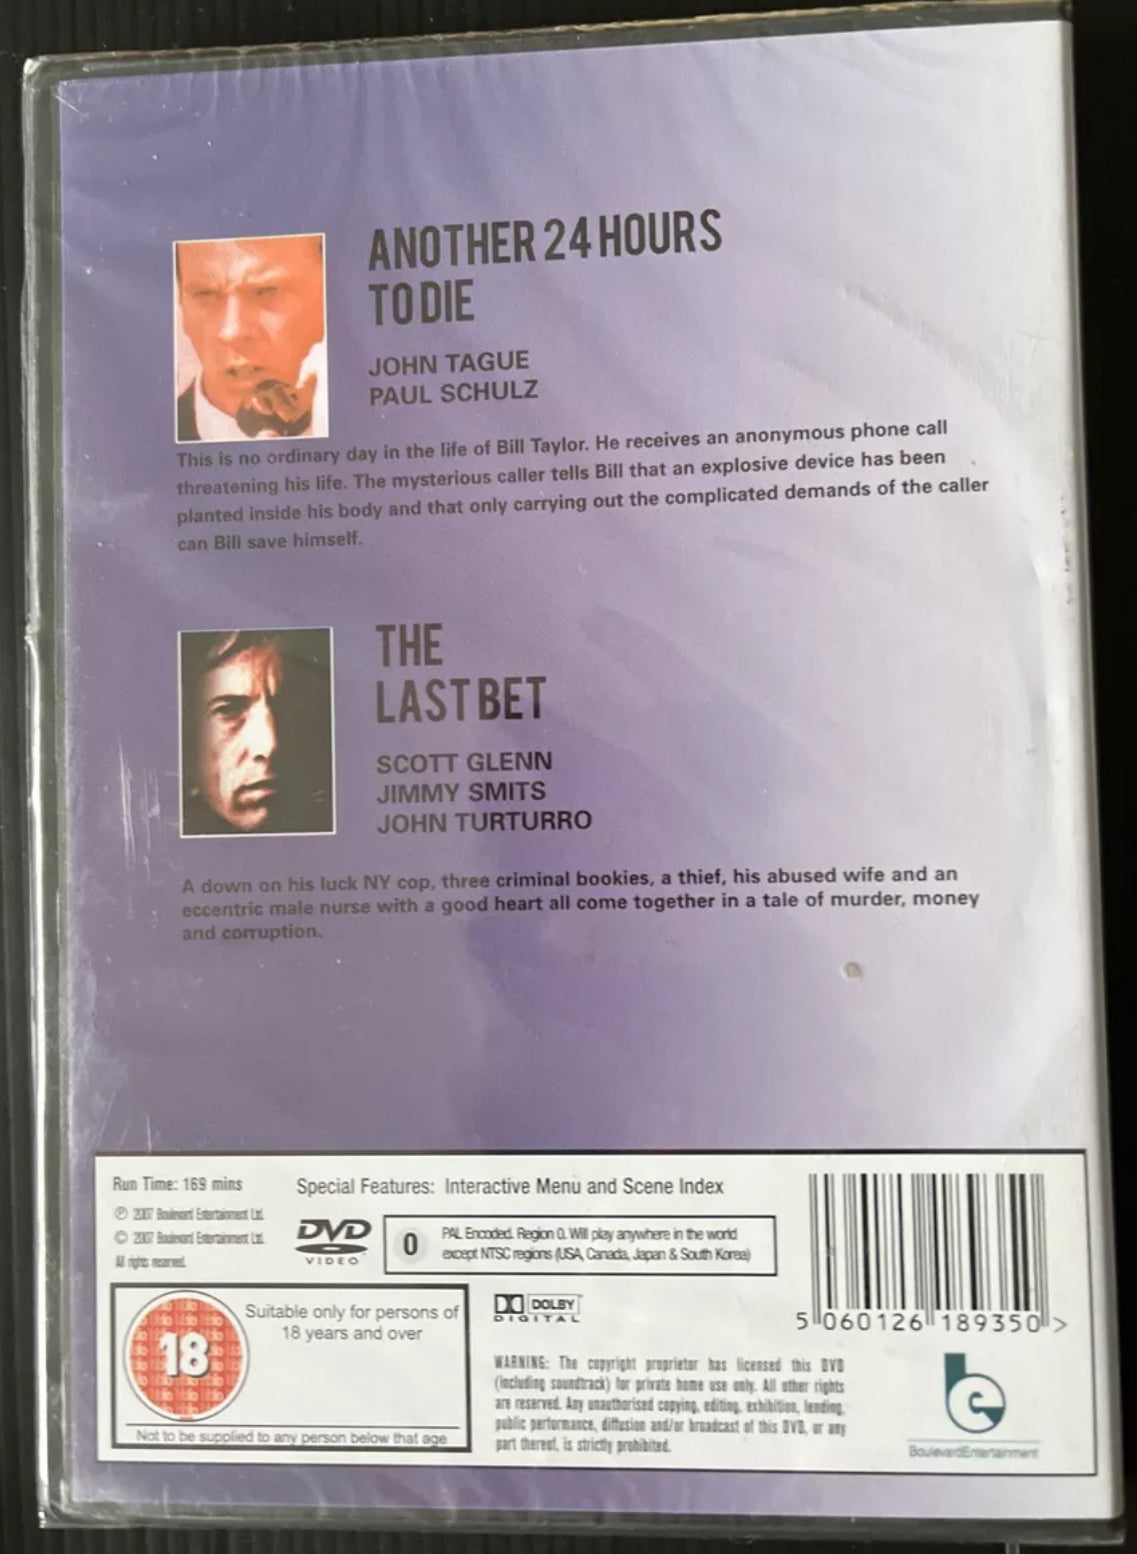 ANOTHER 24 HOURS
TO DIE
JOHN TAGUE
PAUL SCHULZ
This is no ordinary day in the life of Bill Taylor. He receives an anonymous phone call
threatening his life. The mysterious caller tells Bill that an explosive device has been
planted inside his body and that only carrying out the complicated demands of the caller
can Bill save himself.
THE
LAST BET
SCOTT GLENN
JIMMY SMITS
JOHN TURTURRO
A down on his luck NY cop, three criminal bookies, a thief, his abused wife and an
eccentric male nurse with a good heart all come together in a tale of murder, money
and corruption.
Run Time: 169 mins
Special Features: Interactive Menu and Scene Index
℗ 2007 Boulevard Entertainment Ltd.
© 2007 Boulevard Entertainment Ltd.
All rights reserved.
DVD
VIDEO
0
PAL Encoded. Region 0. Will play anywhere in the world
except NTSC regions (USA, Canada, Japan & South Korea)
5 060126 189350 >
18
Suitable only for persons of
18 years and over
Not to be supplied to any person below that age
DOLBY
DIGITAL
WARNING: The copyright proprietor has licensed this DVD
(including soundtrack) for private home use only. All other rights
are reserved. Any unauthorised copying, editing, exhibition, lending,
public performance, diffusion and/or broadcast of this DVD, or any
part thereof, is strictly prohibited.
BoulevardEntertainment